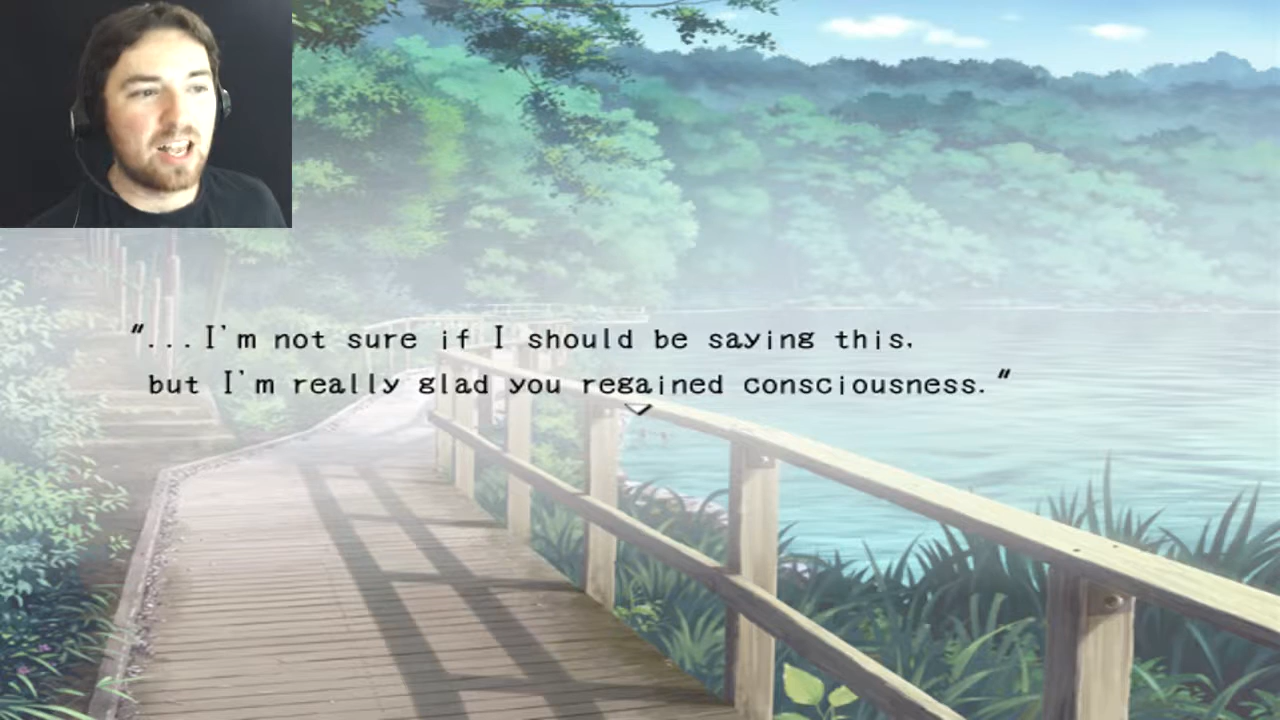 "...I'm not sure if I should be saying this,
but I'm really glad you regained consciousness."